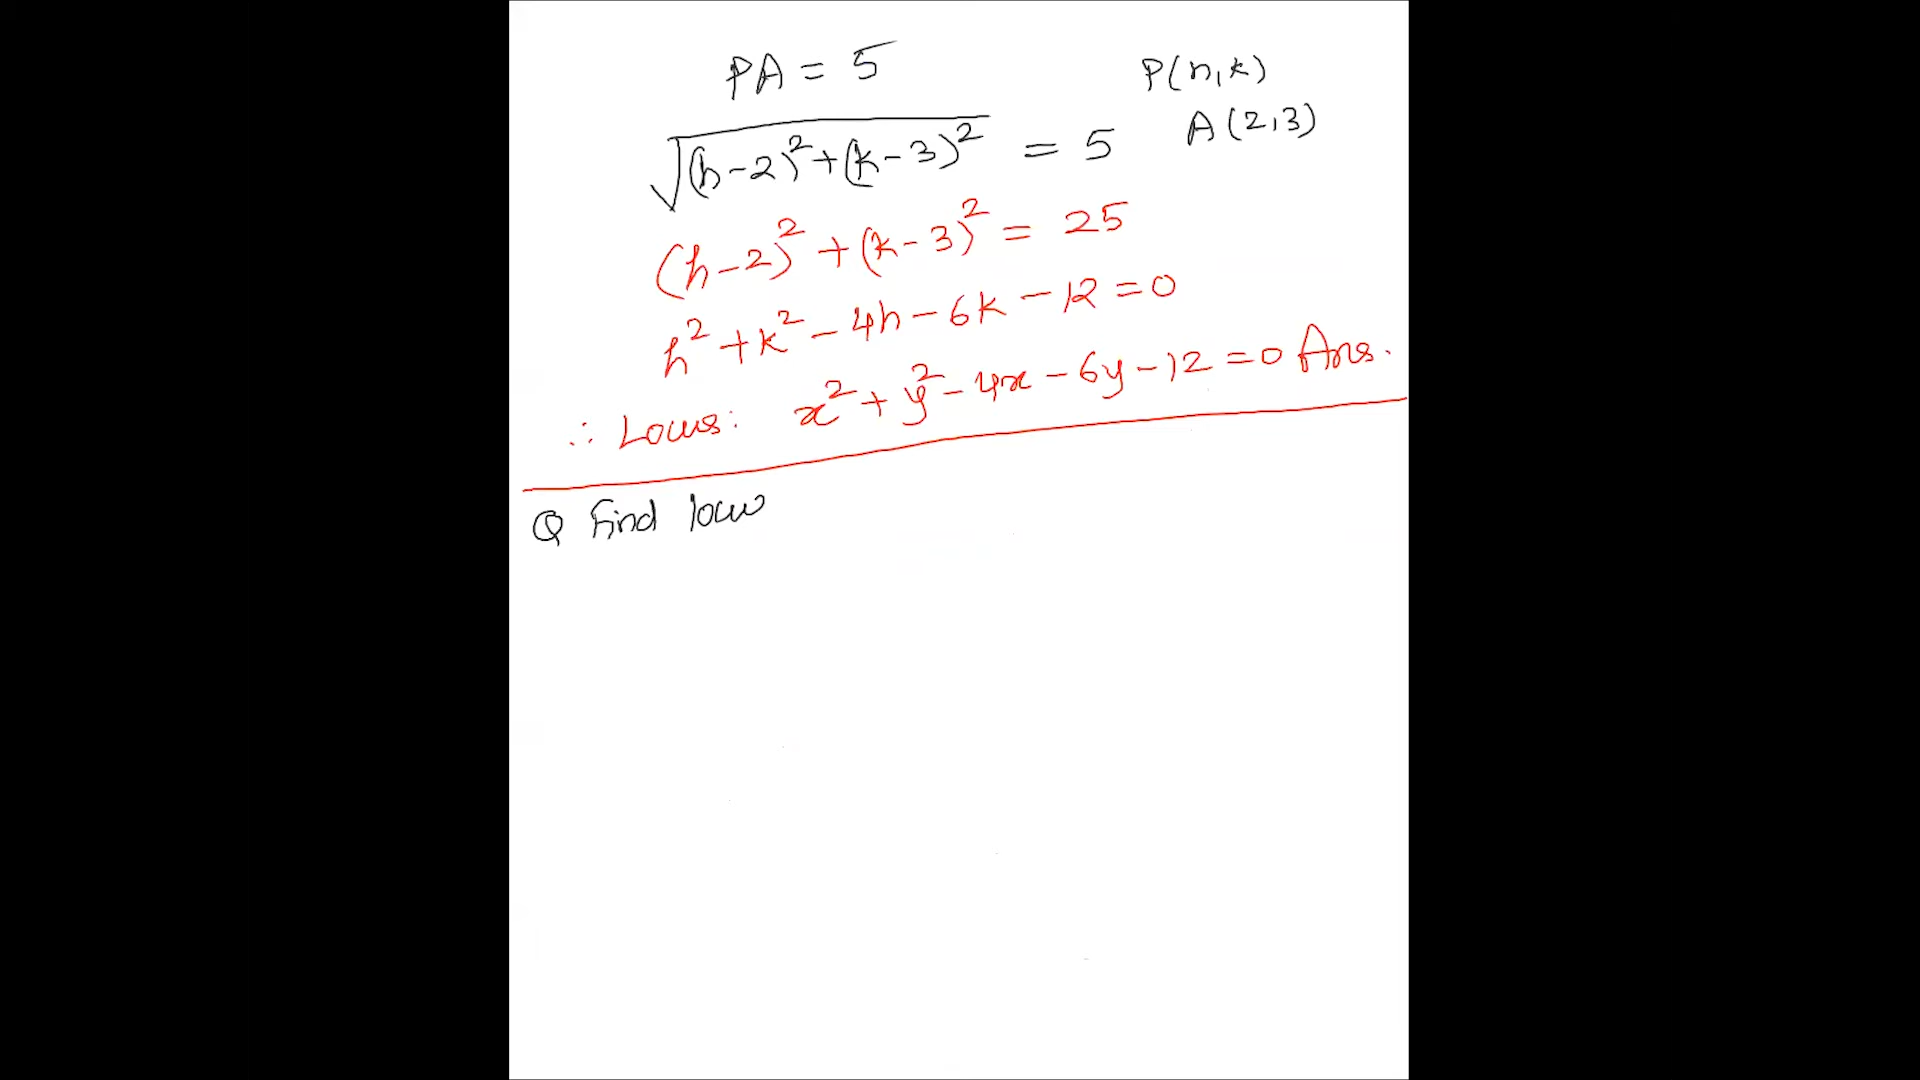 PA = 5
P(h,k)
A(2,3)
√(h-2)²+(k-3)² = 5
(h-2)² + (k-3)² = 25
h² + k² - 4h - 6k - 12 = 0
∴ Locus: x² + y² - 4x - 6y - 12 = 0 Ans.
Q Find locu